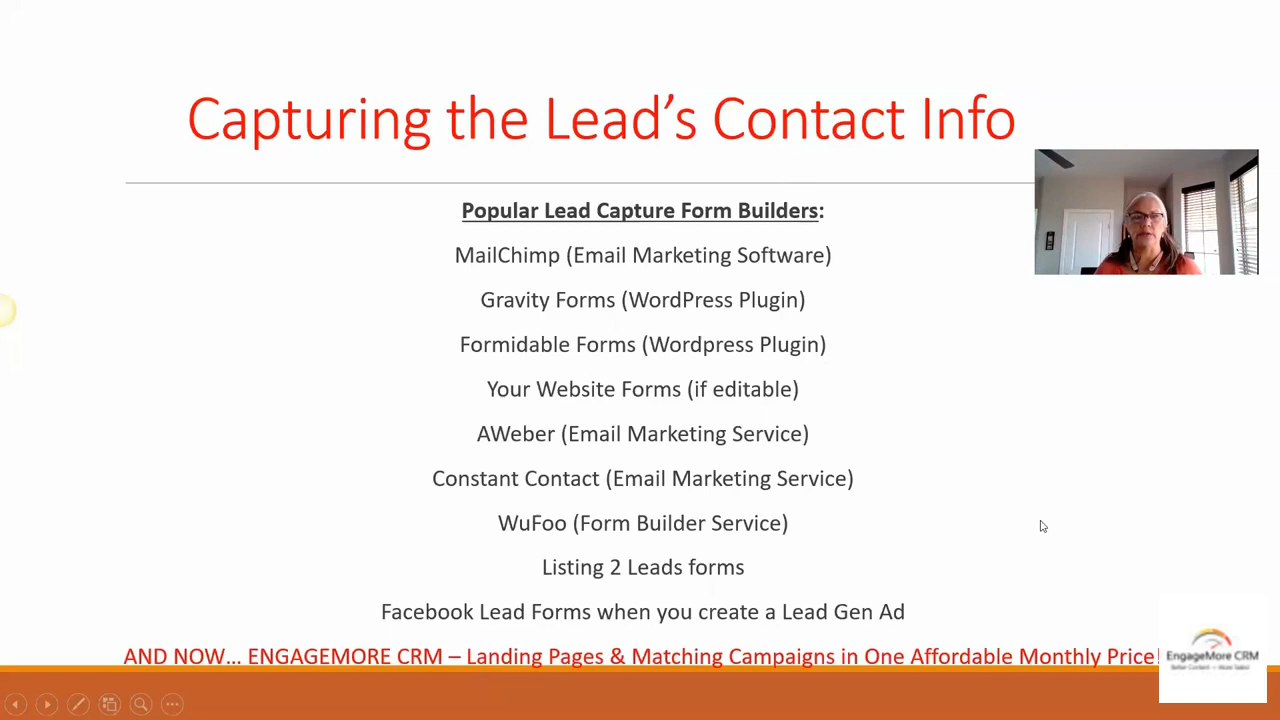 Capturing the Lead's Contact Info
Popular Lead Capture Form Builders:
MailChimp (Email Marketing Software)
Gravity Forms (WordPress Plugin)
Formidable Forms (Wordpress Plugin)
Your Website Forms (if editable)
AWeber (Email Marketing Service)
Constant Contact (Email Marketing Service)
WuFoo (Form Builder Service)
Listing 2 Leads forms
Facebook Lead Forms when you create a Lead Gen Ad
AND NOW... ENGAGEMORE CRM – Landing Pages & Matching Campaigns in One Affordable Monthly Price!
EngageMore CRM